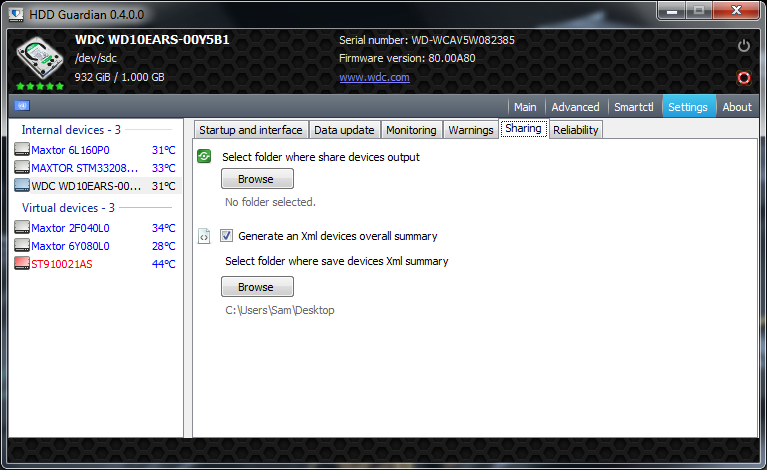 HDD Guardian 0.4.0.0
WDC WD10EARS-00Y5B1
/dev/sdc
932 GiB / 1.000 GB
Serial number: WD-WCAV5W082385
Firmware version: 80.00A80
www.wdc.com
Main Advanced Smartctl Settings About
Internal devices - 3
Maxtor 6L160P0 31°C
MAXTOR STM33208... 33°C
WDC WD10EARS-00... 31°C
Virtual devices - 3
Maxtor 2F040L0 34°C
Maxtor 6Y080L0 28°C
ST910021AS 44°C
Startup and interface Data update Monitoring Warnings Sharing Reliability
Select folder where share devices output
Browse
No folder selected.
Generate an Xml devices overall summary
Select folder where save devices Xml summary
Browse
C:\Users\Sam\Desktop